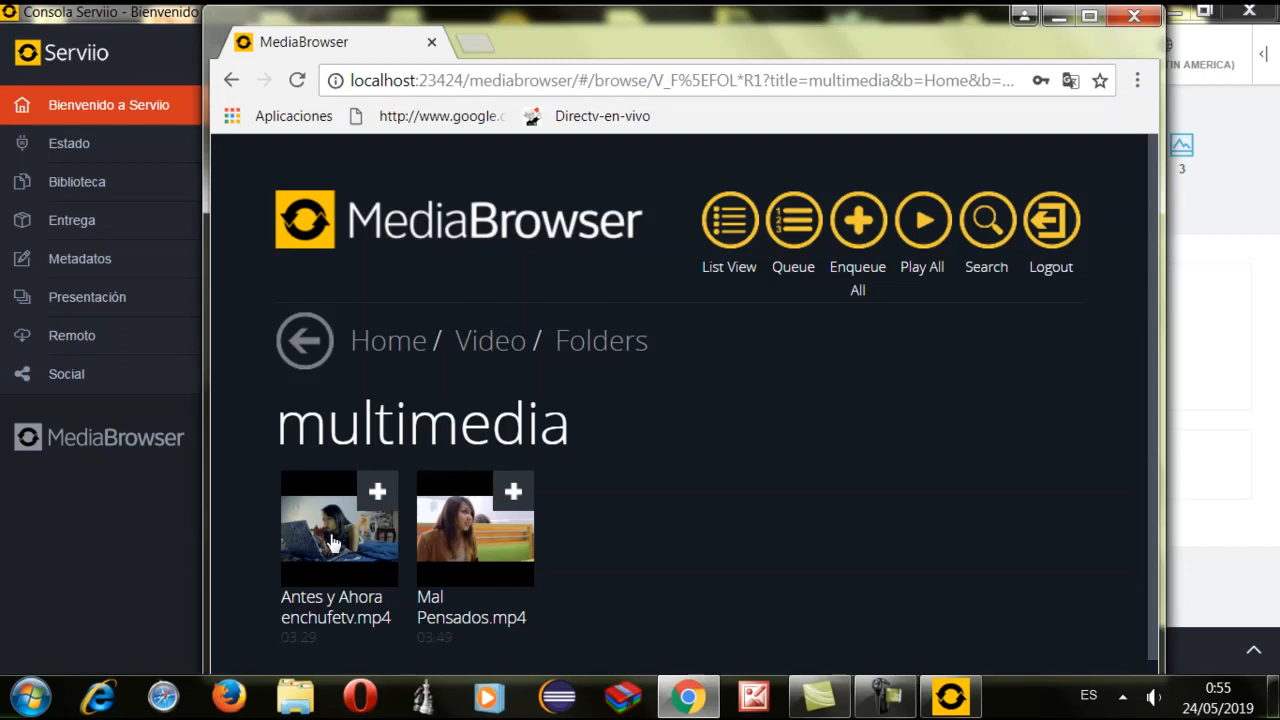 Consola Serviio - Bienvenido
Serviio
Bienvenido a Serviio
Estado
Biblioteca
Entrega
Metadatos
Presentación
Remoto
Social
MediaBrowser
MediaBrowser
localhost:23424/mediabrowser/#/browse/V_F%5EFOL*R1?title=multimedia&b=Home&b=...
Aplicaciones
http://www.google.c
Directv-en-vivo
MediaBrowser
List View
Queue
Enqueue
All
Play All
Search
Logout
Home / Video / Folders
multimedia
Antes y Ahora
enchufetv.mp4
03:29
Mal
Pensados.mp4
03:49
TIN AMERICA)
3
ES
0:55
24/05/2019